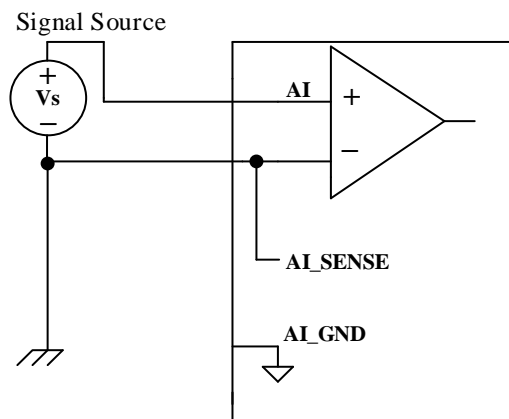 Signal Source
+
Vs
−
AI
+
−
AI_SENSE
AI_GND